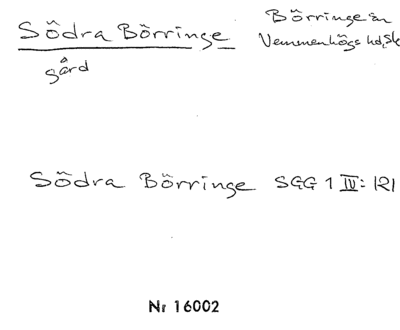 Södra Börringe
gård
Börringe sn
Vemmenhögs hd, Sk
Södra Börringe SGG 1 IV: 121
Nr 16002